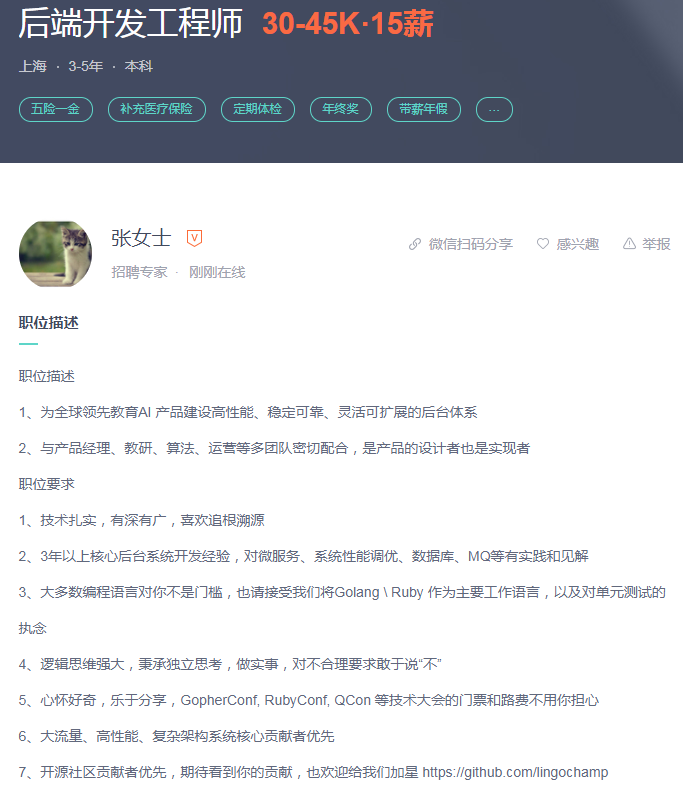 后端开发工程师 30-45K·15薪
上海 · 3-5年 · 本科
五险一金 补充医疗保险 定期体检 年终奖 带薪年假 ...
张女士 V
微信扫码分享 感兴趣 举报
招聘专家 · 刚刚在线
职位描述
职位描述
1、为全球领先教育AI 产品建设高性能、稳定可靠、灵活可扩展的后台体系
2、与产品经理、教研、算法、运营等多团队密切配合，是产品的设计者也是实现者
职位要求
1、技术扎实，有深有广，喜欢追根溯源
2、3年以上核心后台系统开发经验，对微服务、系统性能调优、数据库、MQ等有实践和见解
3、大多数编程语言对你不是门槛，也请接受我们将Golang \ Ruby 作为主要工作语言，以及对单元测试的
执念
4、逻辑思维强大，秉承独立思考，做实事，对不合理要求敢于说“不”
5、心怀好奇，乐于分享，GopherConf, RubyConf, QCon 等技术大会的门票和路费不用你担心
6、大流量、高性能、复杂架构系统核心贡献者优先
7、开源社区贡献者优先，期待看到你的贡献，也欢迎给我们加星 https://github.com/lingochamp